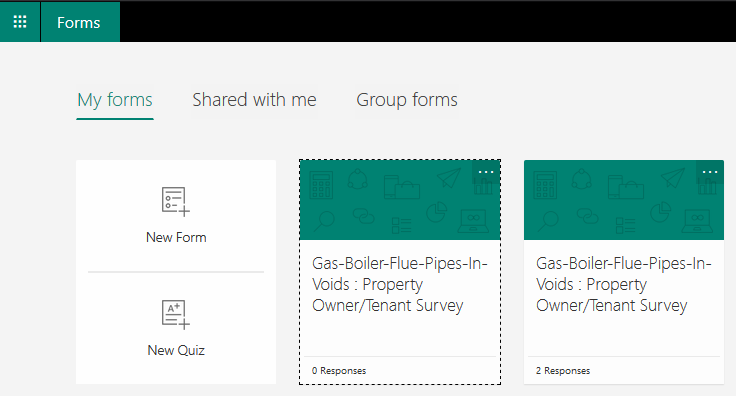 Forms
My forms
Shared with me
Group forms
New Form
A+
New Quiz
...
Gas-Boiler-Flue-Pipes-In-
Voids : Property
Owner/Tenant Survey
0 Responses
...
Gas-Boiler-Flue-Pipes-In-
Voids : Property
Owner/Tenant Survey
2 Responses